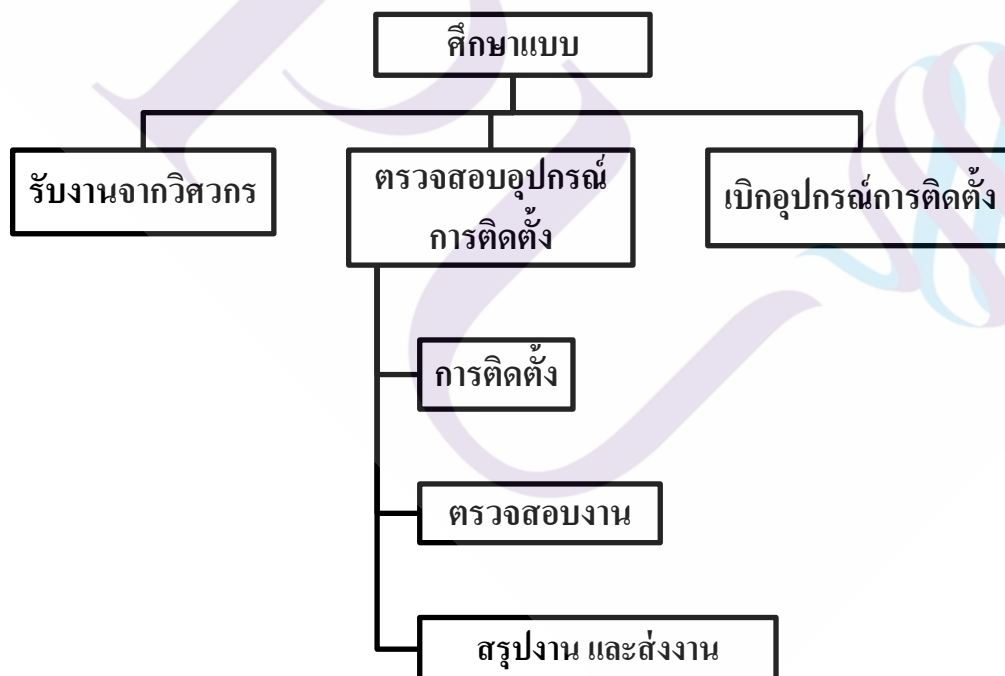 ศึกษาแบบ
รับงานจากวิศวกร
ตรวจสอบอุปกรณ์
การติดตั้ง
เบิกอุปกรณ์การติดตั้ง
การติดตั้ง
ตรวจสอบงาน
สรุปงาน และส่งงาน